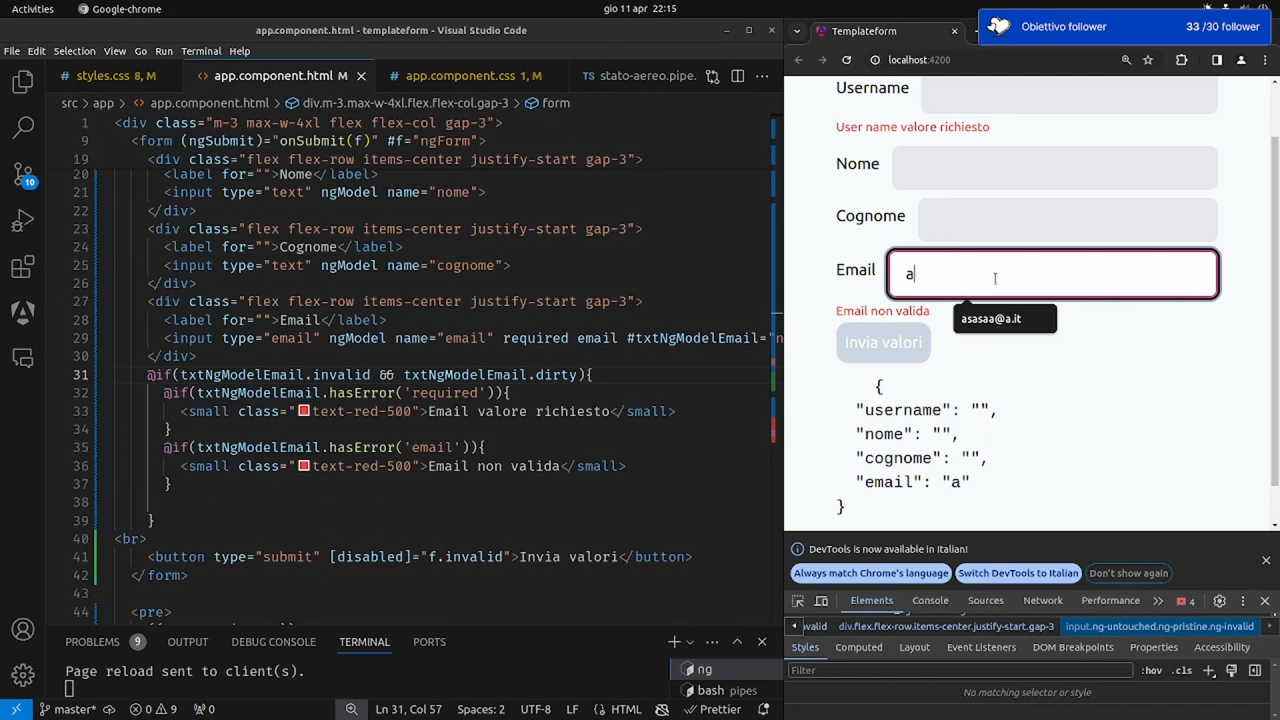 Activities
Google-chrome
gio 11 apr 22:15
Obiettivo follower 33 /30 follower
app.component.html - templateform - Visual Studio Code
File Edit Selection View Go Run Terminal Help
styles.css 8, M
app.component.html M
app.component.css 1, M
stato-aereo.pipe.
src > app > app.component.html > div.m-3.max-w-4xl.flex.flex-col.gap-3 > form
1 <div class="m-3 max-w-4xl flex flex-col gap-3">
9 <form (ngSubmit)="onSubmit(f)" #f="ngForm">
19 <div class="flex flex-row items-center justify-start gap-3">
20 <label for="">Nome</label>
21 <input type="text" ngModel name="nome">
22 </div>
23 <div class="flex flex-row items-center justify-start gap-3">
24 <label for="">Cognome</label>
25 <input type="text" ngModel name="cognome">
26 </div>
27 <div class="flex flex-row items-center justify-start gap-3">
28 <label for="">Email</label>
29 <input type="email" ngModel name="email" required email #txtNgModelEmail="n
30 </div>
31 @if(txtNgModelEmail.invalid && txtNgModelEmail.dirty){
32 @if(txtNgModelEmail.hasError('required')){
33 <small class="text-red-500">Email valore richiesto</small>
34 }
35 @if(txtNgModelEmail.hasError('email')){
36 <small class="text-red-500">Email non valida</small>
37 }
38
39 }
40 <br>
41 <button type="submit" [disabled]="f.invalid">Invia valori</button>
42 </form>
43
44 <pre>
10
PROBLEMS 9 OUTPUT DEBUG CONSOLE TERMINAL PORTS
Page reload sent to client(s).
ng
bash pipes
master* 0 9 0 Ln 31, Col 57 Spaces: 2 UTF-8 LF HTML Prettier
Templateform
localhost:4200
Username
User name valore richiesto
Nome
Cognome
Email a
asasaa@a.it
Email non valida
Invia valori
{
"username": "",
"nome": "",
"cognome": "",
"email": "a"
}
DevTools is now available in Italian!
Always match Chrome's language Switch DevTools to Italian Don't show again
Elements Console Sources Network Performance » 4
valid div.flex.flex-row.items-center.justify-start.gap-3 input.ng-untouched.ng-pristine.ng-invalid
Styles Computed Layout Event Listeners DOM Breakpoints Properties Accessibility
Filter :hov .cls
No matching selector or style